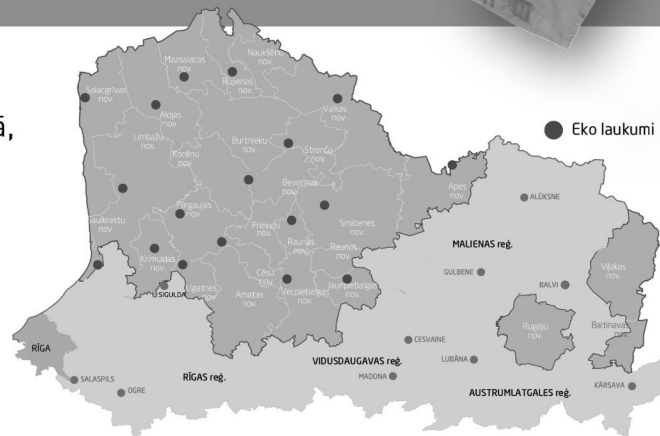 ā,
Eko laukumi
Mazsalacas
nov.
Naukšēnu
nov.
Rūjienas
nov.
Salacgrīvas
nov.
Alojas
nov.
Valkas
nov.
Limbažu
nov.
Burtnieku
nov.
Strenču
nov.
Kocēnu
nov.
Beverīnas
nov.
Apes
nov.
ALŪKSNE
Saulkrastu
nov.
Pārgaujas
nov.
Priekuļu
nov.
Smiltenes
nov.
Raunas
nov.
Raunas
nov.
Krimuldas
nov.
MALIENAS reģ.
Cēsu
nov.
GULBENE
BALVI
Viļakas
nov.
SIGULDA
Līgatnes
nov.
Amatas
nov.
Vecpiebalgas
nov.
Jaunpiebalgas
nov.
Rugāju
nov.
Baltinavas
nov.
RĪGA
CESVAINE
VIDUSDAUGAVAS reģ.
LUBĀNA
SALASPILS
RĪGAS reģ.
MADONA
OGRE
AUSTRUMLATGALES reģ.
KĀRSAVA